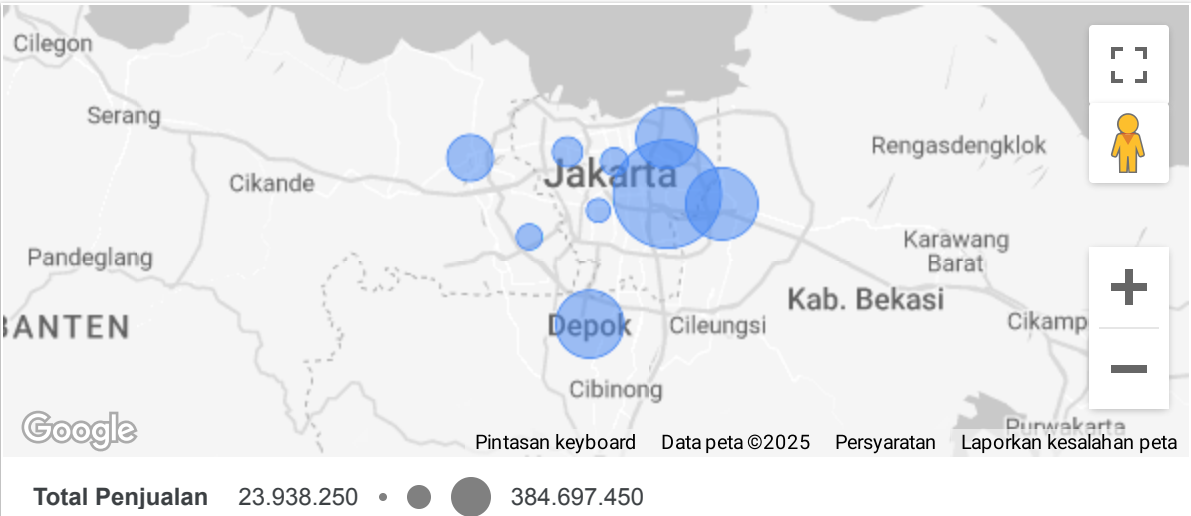 Cilegon
Serang
Rengasdengklok
Jakarta
Cikande
Karawang
Barat
Pandeglang
Kab. Bekasi
BANTEN
Depok
Cileungsi
Cikamp
Cibinong
Purwakarta
Google
Pintasan keyboard Data peta ©2025 Persyaratan Laporkan kesalahan peta
Total Penjualan 23.938.250 384.697.450